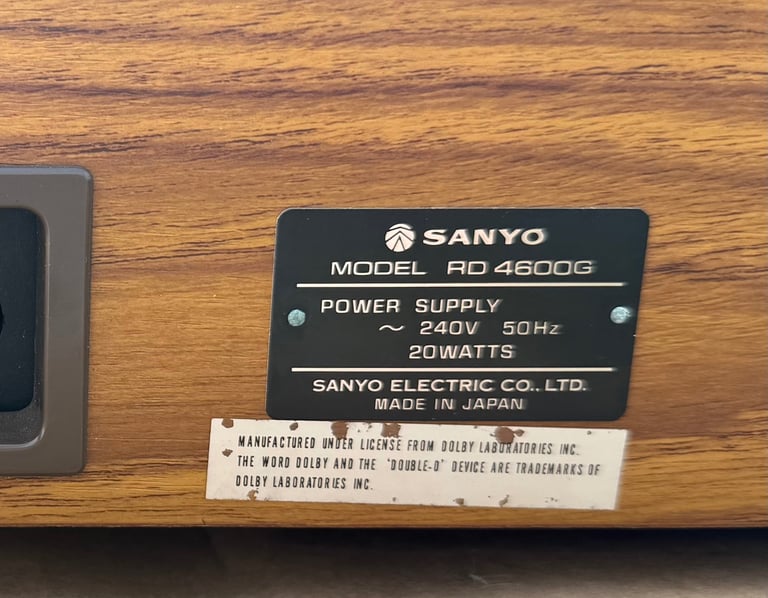 SANYO
MODEL RD 4600G
POWER SUPPLY
~ 240V 50Hz
20WATTS
SANYO ELECTRIC CO., LTD.
MADE IN JAPAN
MANUFACTURED UNDER LICENSE FROM DOLBY LABORATORIES INC.
THE WORD DOLBY AND THE 'DOUBLE-D' DEVICE ARE TRADEMARKS OF
DOLBY LABORATORIES INC.